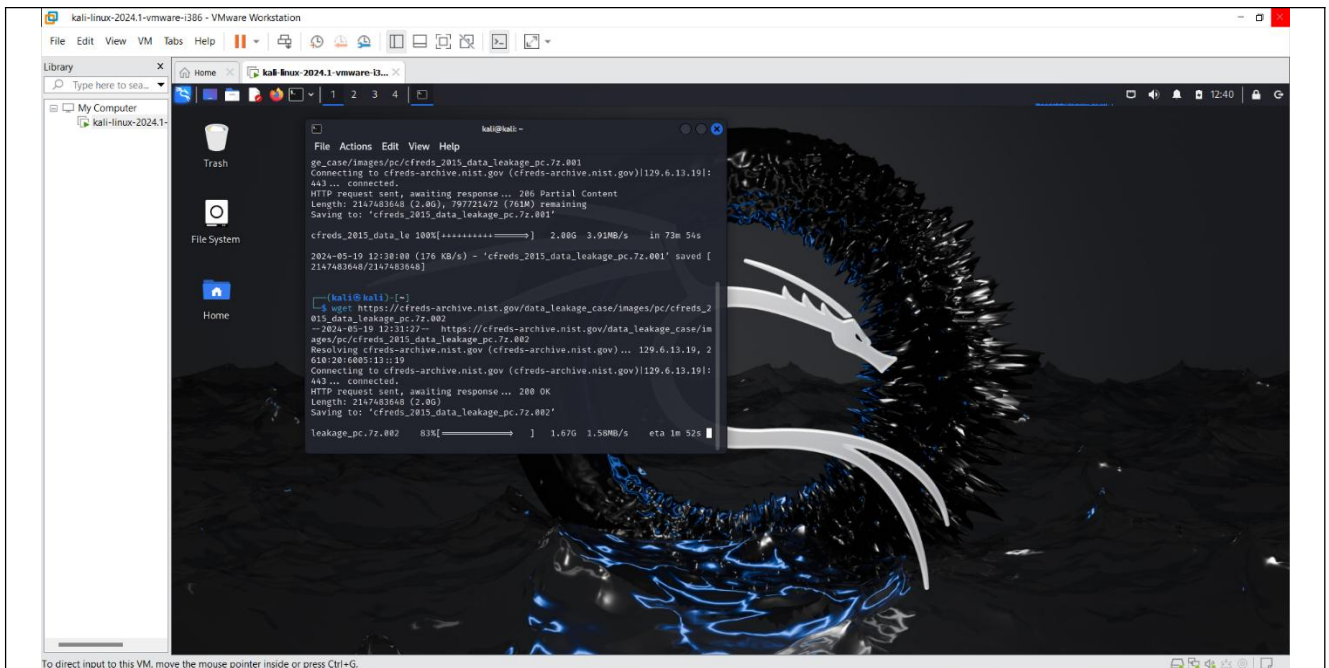 kali-linux-2024.1-vmware-i386 - VMware Workstation
File Edit View VM Tabs Help
Library x
Home kali-linux-2024.1-vmware-i3...
Type here to sea...
1 2 3 4
12:40
My Computer
kali-linux-2024.1-
kali@kali: ~
File Actions Edit View Help
Trash
File System
Home
ge_case/images/pc/cfreds_2015_data_leakage_pc.7z.001
Connecting to cfreds-archive.nist.gov (cfreds-archive.nist.gov)|129.6.13.19|:
443... connected.
HTTP request sent, awaiting response... 206 Partial Content
Length: 2147483648 (2.0G), 797721472 (761M) remaining
Saving to: ‘cfreds_2015_data_leakage_pc.7z.001’
cfreds_2015_data_le 100%[++++++++++=====>] 2.00G 3.91MB/s in 73m 54s
2024-05-19 12:30:00 (176 KB/s) - ‘cfreds_2015_data_leakage_pc.7z.001’ saved [
2147483648/2147483648]
┌──(kali㉿kali)-[~]
└─$ wget https://cfreds-archive.nist.gov/data_leakage_case/images/pc/cfreds_2
015_data_leakage_pc.7z.002
--2024-05-19 12:31:27-- https://cfreds-archive.nist.gov/data_leakage_case/im
ages/pc/cfreds_2015_data_leakage_pc.7z.002
Resolving cfreds-archive.nist.gov (cfreds-archive.nist.gov)... 129.6.13.19, 2
610:20:6005:13::19
Connecting to cfreds-archive.nist.gov (cfreds-archive.nist.gov)|129.6.13.19|:
443... connected.
HTTP request sent, awaiting response... 200 OK
Length: 2147483648 (2.0G)
Saving to: ‘cfreds_2015_data_leakage_pc.7z.002’
leakage_pc.7z.002 83%[===============> ] 1.67G 1.58MB/s eta 1m 52s
To direct input to this VM, move the mouse pointer inside or press Ctrl+G.